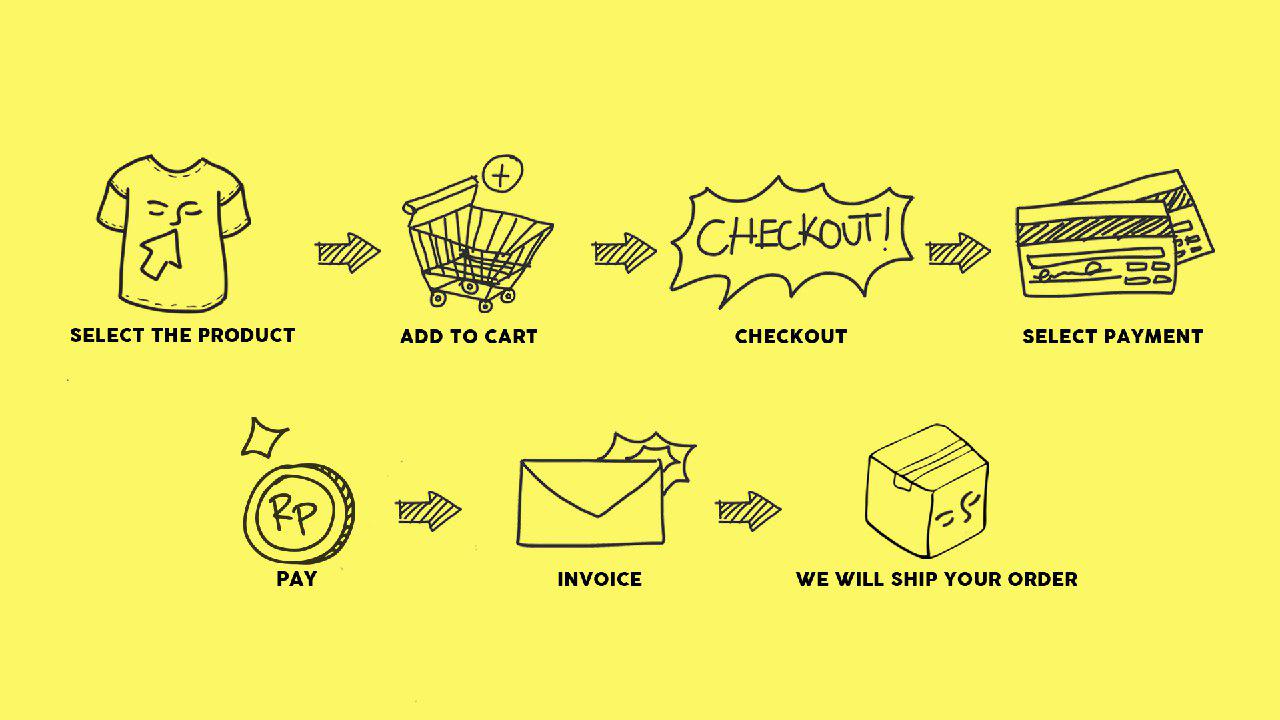 CHECKOUT!
SELECT THE PRODUCT
ADD TO CART
CHECKOUT
SELECT PAYMENT
RP
PAY
INVOICE
WE WILL SHIP YOUR ORDER